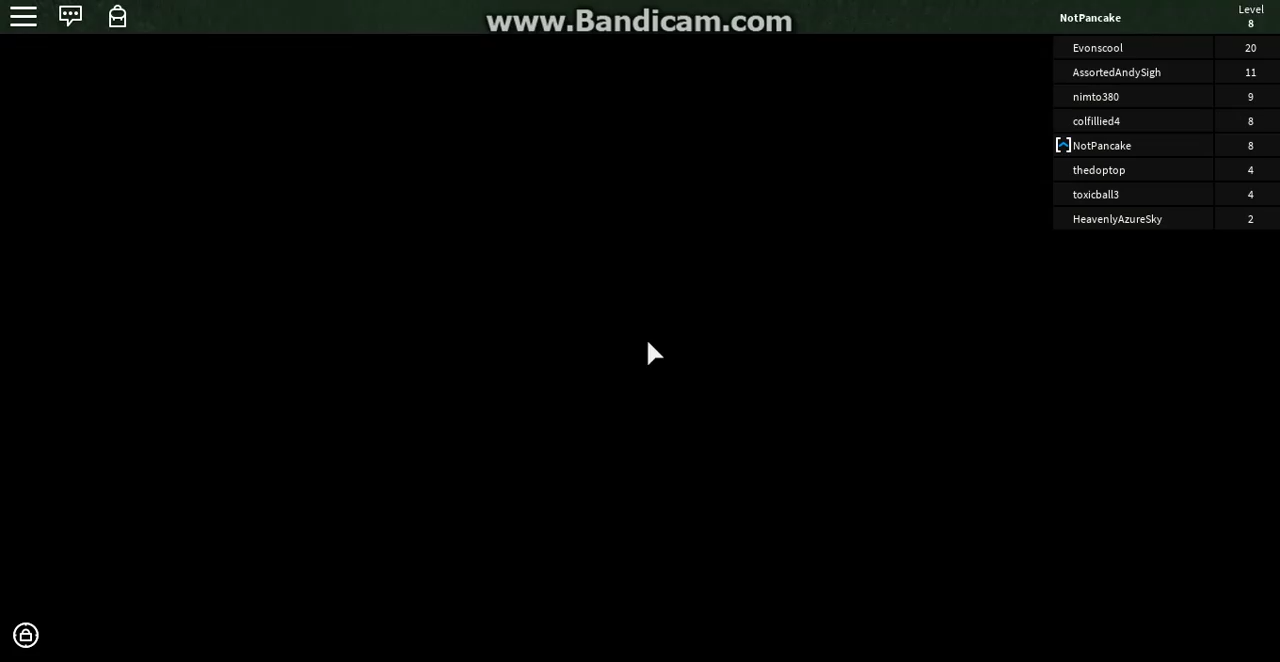 www.Bandicam.com
NotPancake Level 8
Evonscool 20
AssortedAndySigh 11
nimto380 9
colfillied4 8
NotPancake 8
thedoptop 4
toxicball3 4
HeavenlyAzureSky 2